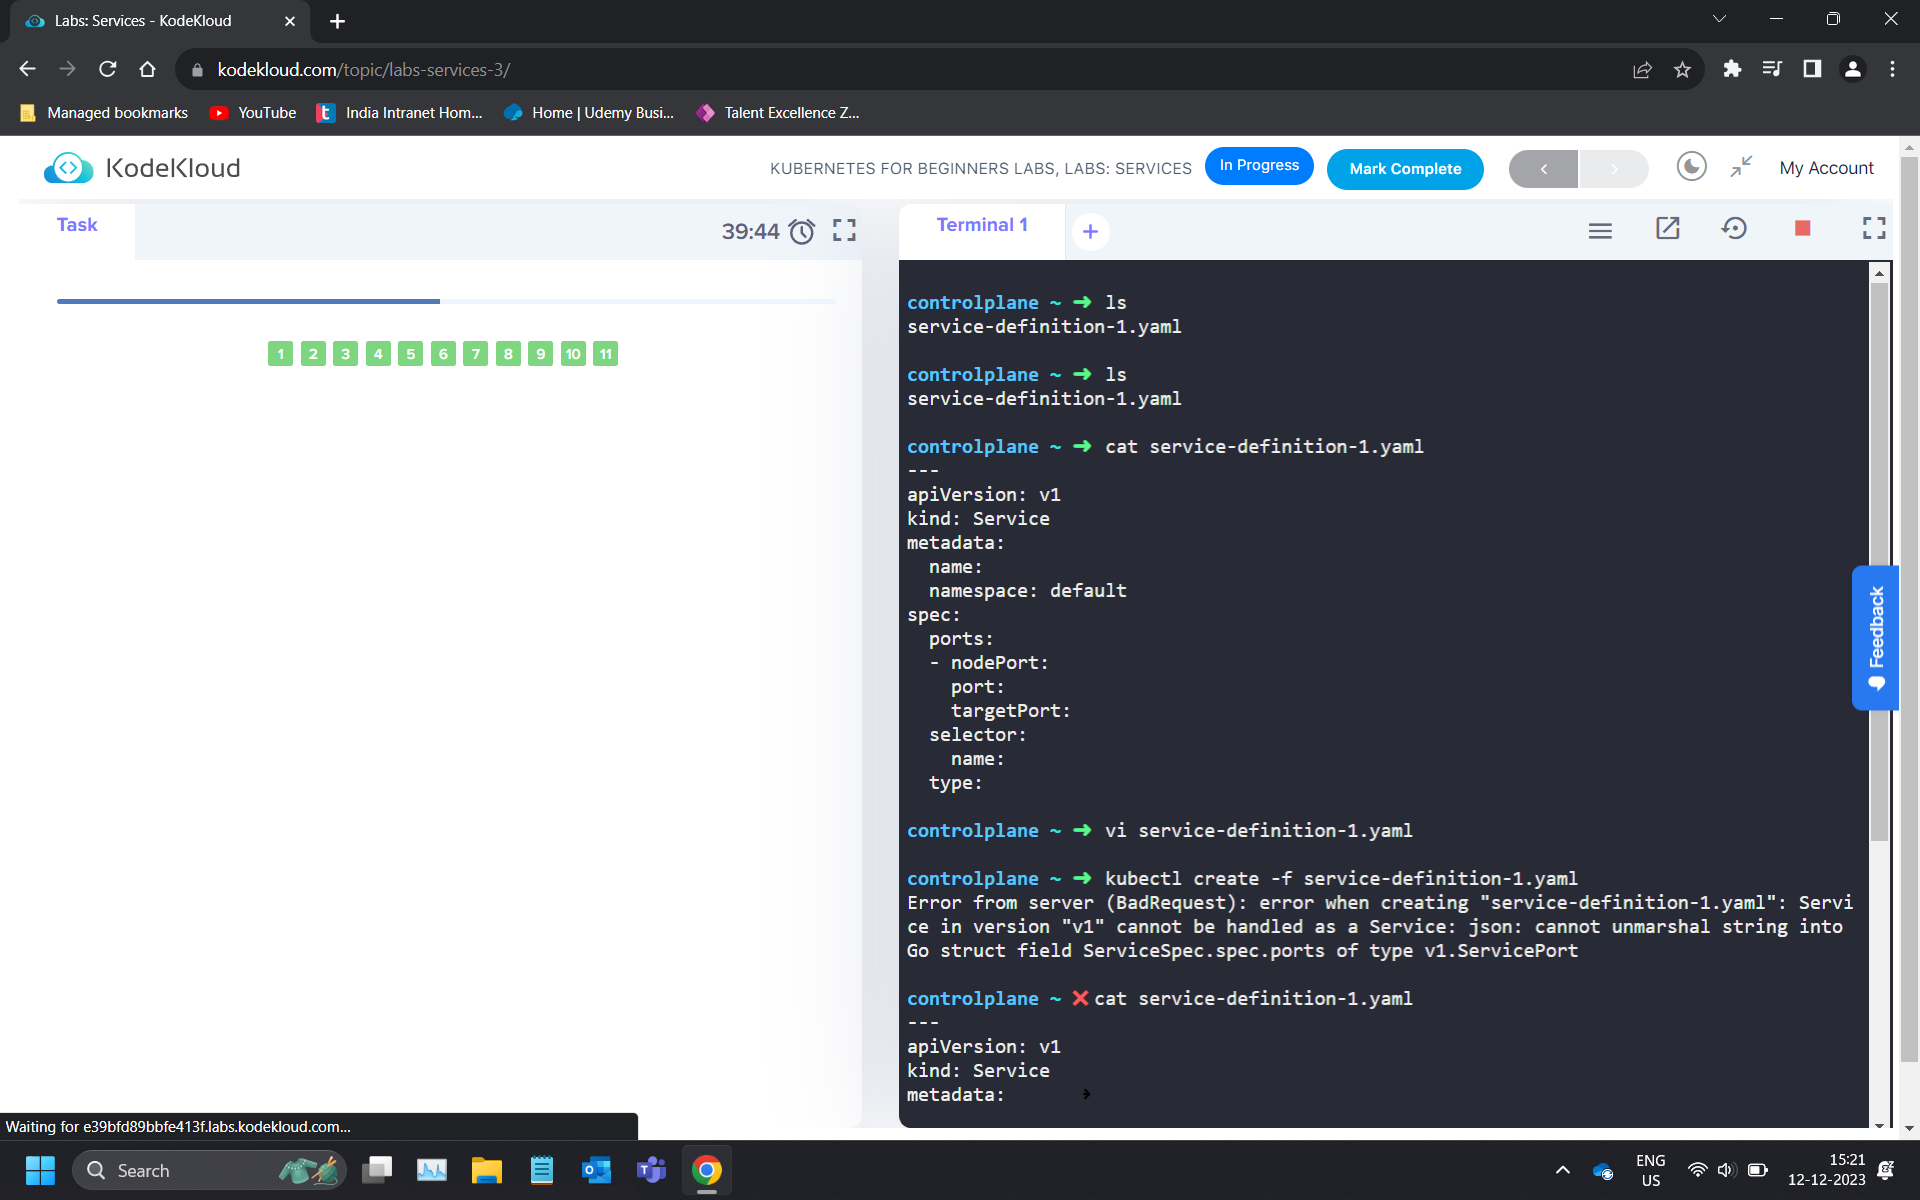 Labs: Services - KodeKloud
kodekloud.com/topic/labs-services-3/
Managed bookmarks
YouTube
India Intranet Hom...
Home | Udemy Busi...
Talent Excellence Z...
KodeKloud
KUBERNETES FOR BEGINNERS LABS, LABS: SERVICES
In Progress
Mark Complete
My Account
Task
39:44
1 2 3 4 5 6 7 8 9 10 11
Terminal 1
+
controlplane ~ ➜ ls
service-definition-1.yaml
controlplane ~ ➜ ls
service-definition-1.yaml
controlplane ~ ➜ cat service-definition-1.yaml
---
apiVersion: v1
kind: Service
metadata:
  name:
  namespace: default
spec:
  ports:
  - nodePort:
    port:
    targetPort:
  selector:
    name:
  type:
controlplane ~ ➜ vi service-definition-1.yaml
controlplane ~ ➜ kubectl create -f service-definition-1.yaml
Error from server (BadRequest): error when creating "service-definition-1.yaml": Servi
ce in version "v1" cannot be handled as a Service: json: cannot unmarshal string into
Go struct field ServiceSpec.spec.ports of type v1.ServicePort
controlplane ~ ✖ cat service-definition-1.yaml
---
apiVersion: v1
kind: Service
metadata:
Feedback
Waiting for e39bfd89bbfe413f.labs.kodekloud.com...
Search
ENG
US
15:21
12-12-2023